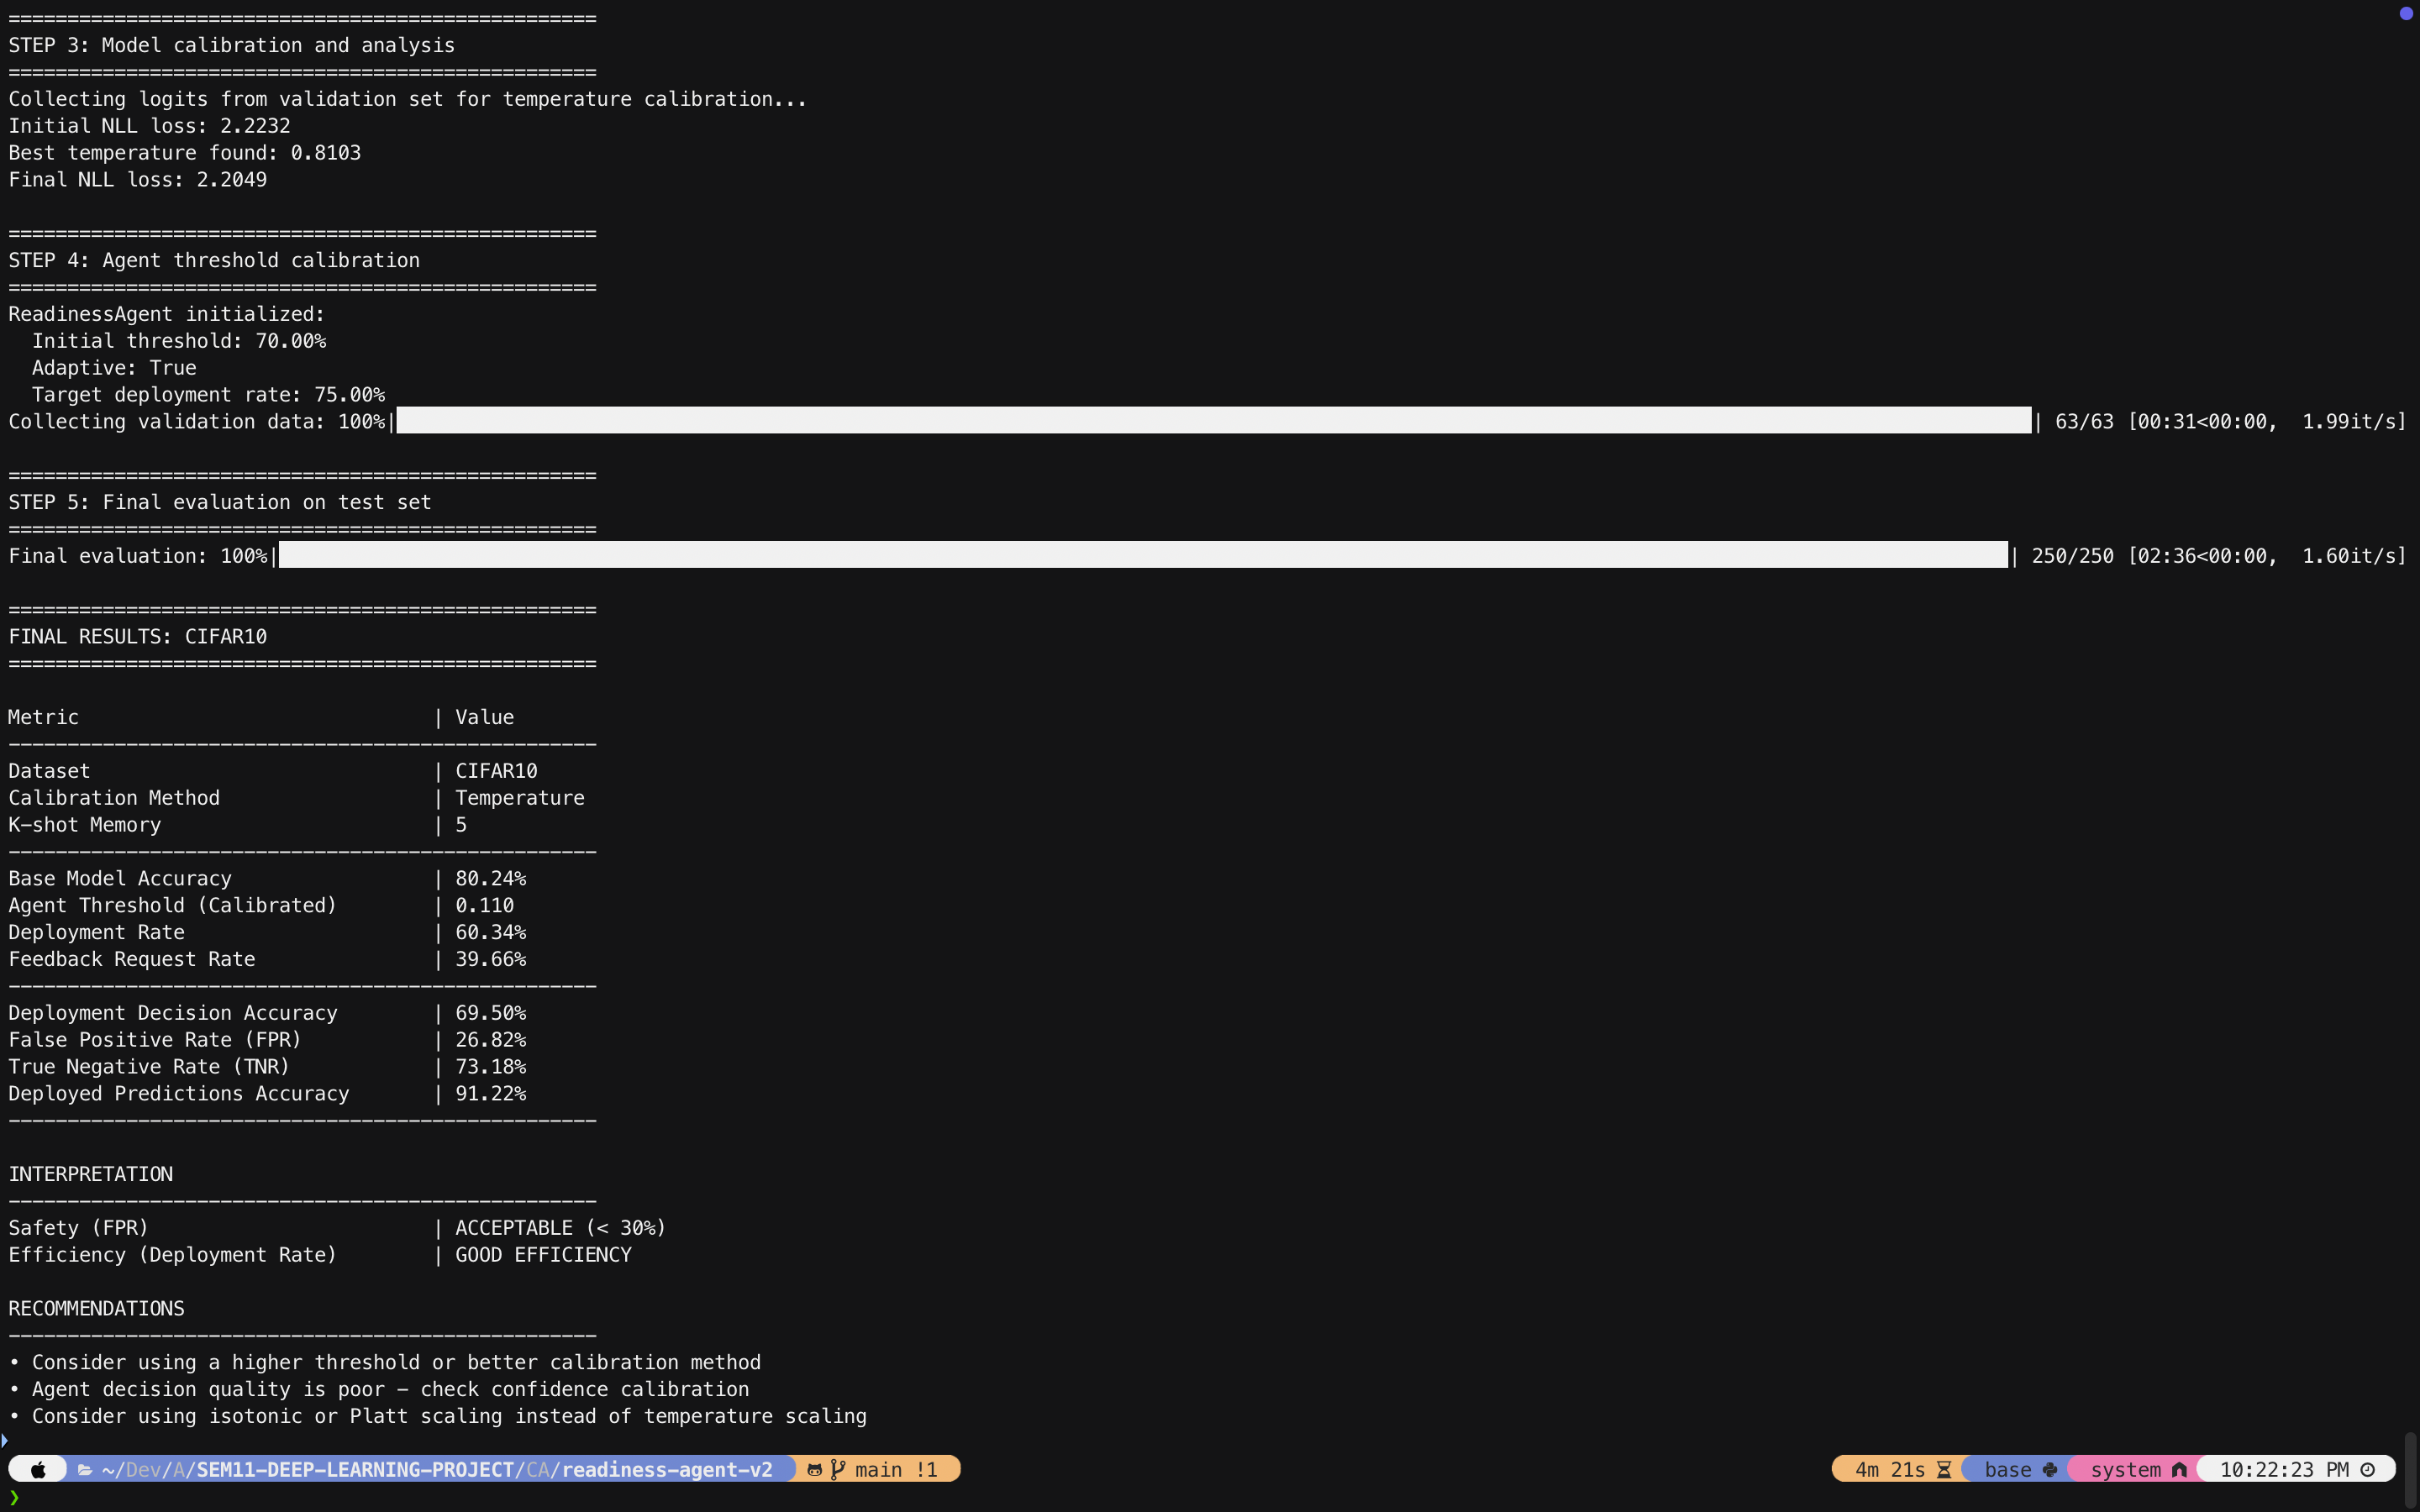 ==================================================
STEP 3: Model calibration and analysis
==================================================
Collecting logits from validation set for temperature calibration...
Initial NLL loss: 2.2232
Best temperature found: 0.8103
Final NLL loss: 2.2049
==================================================
STEP 4: Agent threshold calibration
==================================================
ReadinessAgent initialized:
  Initial threshold: 70.00%
  Adaptive: True
  Target deployment rate: 75.00%
Collecting validation data: 100%| | 63/63 [00:31<00:00,  1.99it/s]
==================================================
STEP 5: Final evaluation on test set
==================================================
Final evaluation: 100%| | 250/250 [02:36<00:00,  1.60it/s]
==================================================
FINAL RESULTS: CIFAR10
==================================================
Metric                              | Value
--------------------------------------------------
Dataset                             | CIFAR10
Calibration Method                  | Temperature
K-shot Memory                       | 5
--------------------------------------------------
Base Model Accuracy                 | 80.24%
Agent Threshold (Calibrated)        | 0.110
Deployment Rate                     | 60.34%
Feedback Request Rate               | 39.66%
--------------------------------------------------
Deployment Decision Accuracy        | 69.50%
False Positive Rate (FPR)           | 26.82%
True Negative Rate (TNR)            | 73.18%
Deployed Predictions Accuracy       | 91.22%
--------------------------------------------------
INTERPRETATION
--------------------------------------------------
Safety (FPR)                        | ACCEPTABLE (< 30%)
Efficiency (Deployment Rate)        | GOOD EFFICIENCY
RECOMMENDATIONS
--------------------------------------------------
• Consider using a higher threshold or better calibration method
• Agent decision quality is poor - check confidence calibration
• Consider using isotonic or Platt scaling instead of temperature scaling
~/Dev/A/SEM11-DEEP-LEARNING-PROJECT/CA/readiness-agent-v2 main !1 4m 21s base system 10:22:23 PM
❯